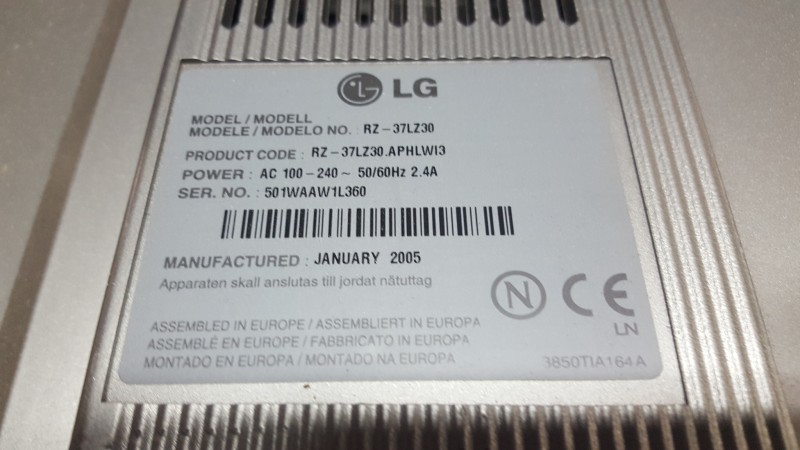 LG
MODEL / MODELL
MODELE / MODELO NO. : RZ-37LZ30
PRODUCT CODE : RZ-37LZ30.APHLWI3
POWER : AC 100-240 ~ 50/60Hz 2.4A
SER. NO. : 501WAAW1L360
MANUFACTURED : JANUARY 2005
Apparaten skall anslutas till jordat nätuttag
N CE
LN
ASSEMBLED IN EUROPE / ASSEMBLIERT IN EUROPA
ASSEMBLÉ EN EUROPE / FABBRICATO IN EUROPA
MONTADO EN EUROPA / MONTADO NA EUROPA
3850TIA164A